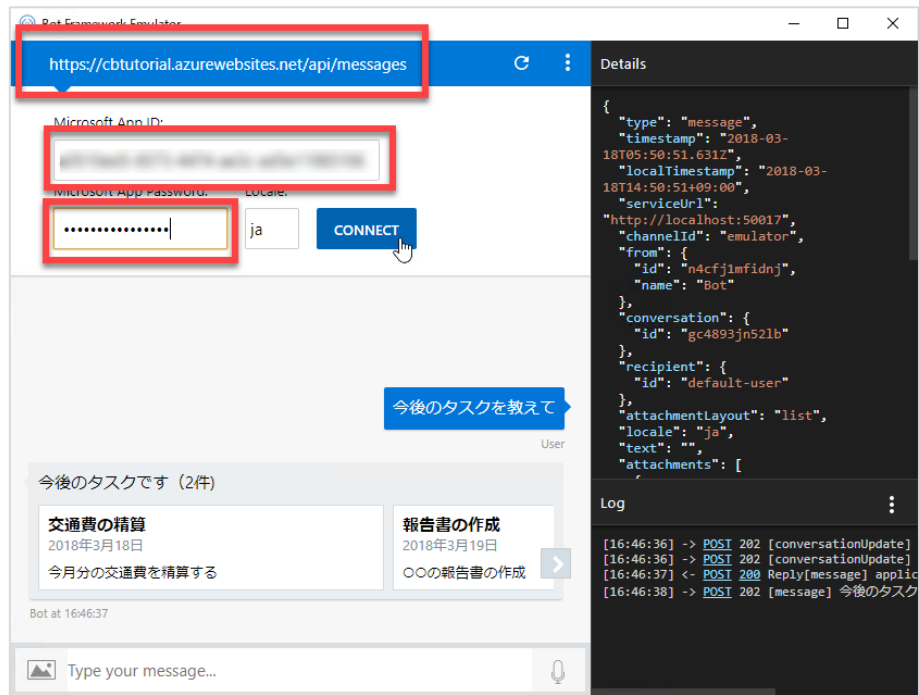 Bot Framework Emulator
https://cbtutorial.azurewebsites.net/api/messages
Microsoft App ID:
Microsoft App Password:
Locale:
••••••••••••••••
ja
CONNECT
今後のタスクを教えて
User
今後のタスクです（2件）
交通費の精算
2018年3月18日
今月分の交通費を精算する
報告書の作成
2018年3月19日
〇〇の報告書の作成
Bot at 16:46:37
Type your message...
Details
{
"type": "message",
"timestamp": "2018-03-
18T05:50:51.631Z",
"localTimestamp": "2018-03-
18T14:50:51+09:00",
"serviceUrl":
"http://localhost:50017",
"channelId": "emulator",
"from": {
"id": "n4cfj1mfidnj",
"name": "Bot"
},
"conversation": {
"id": "gc4893jn52lb"
},
"recipient": {
"id": "default-user"
},
"attachmentLayout": "list",
"locale": "ja",
"text": "",
"attachments": [
Log
[16:46:36] -> POST 202 [conversationUpdate]
[16:46:36] -> POST 202 [conversationUpdate]
[16:46:37] <- POST 200 Reply[message] applic
[16:46:38] -> POST 202 [message] 今後のタスク